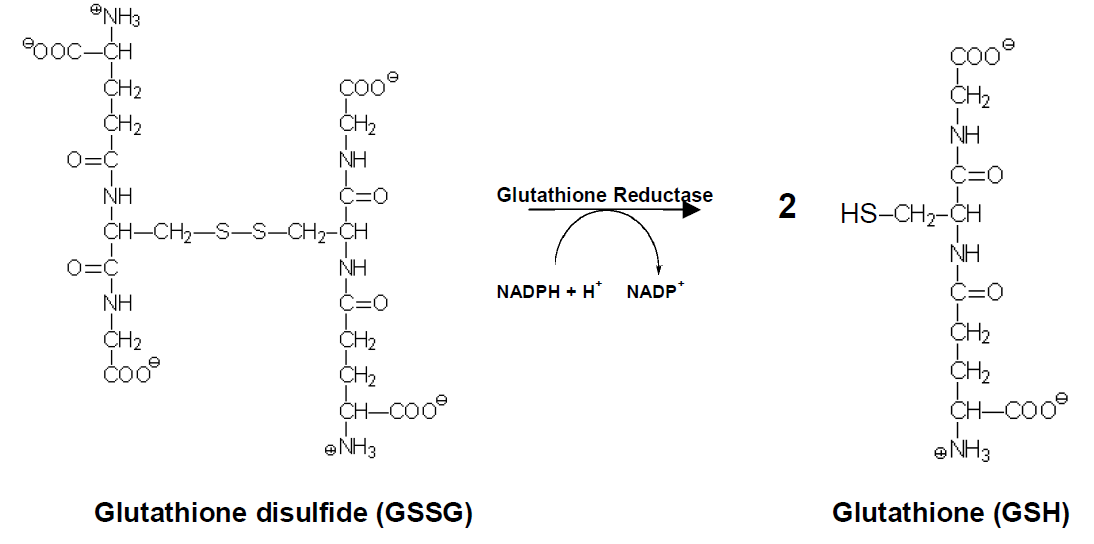 ⊕NH₃
⊖OOC–CH
CH₂
CH₂
O=C
NH
CH–CH₂–S–S–CH₂–CH
O=C
NH
CH₂
COO⊖
COO⊖
CH₂
NH
C=O
NH
C=O
CH₂
CH₂
CH–COO⊖
⊕NH₃
Glutathione disulfide (GSSG)
Glutathione Reductase
NADPH + H⁺ NADP⁺
2
COO⊖
CH₂
NH
C=O
HS–CH₂–CH
NH
C=O
CH₂
CH₂
CH–COO⊖
⊕NH₃
Glutathione (GSH)